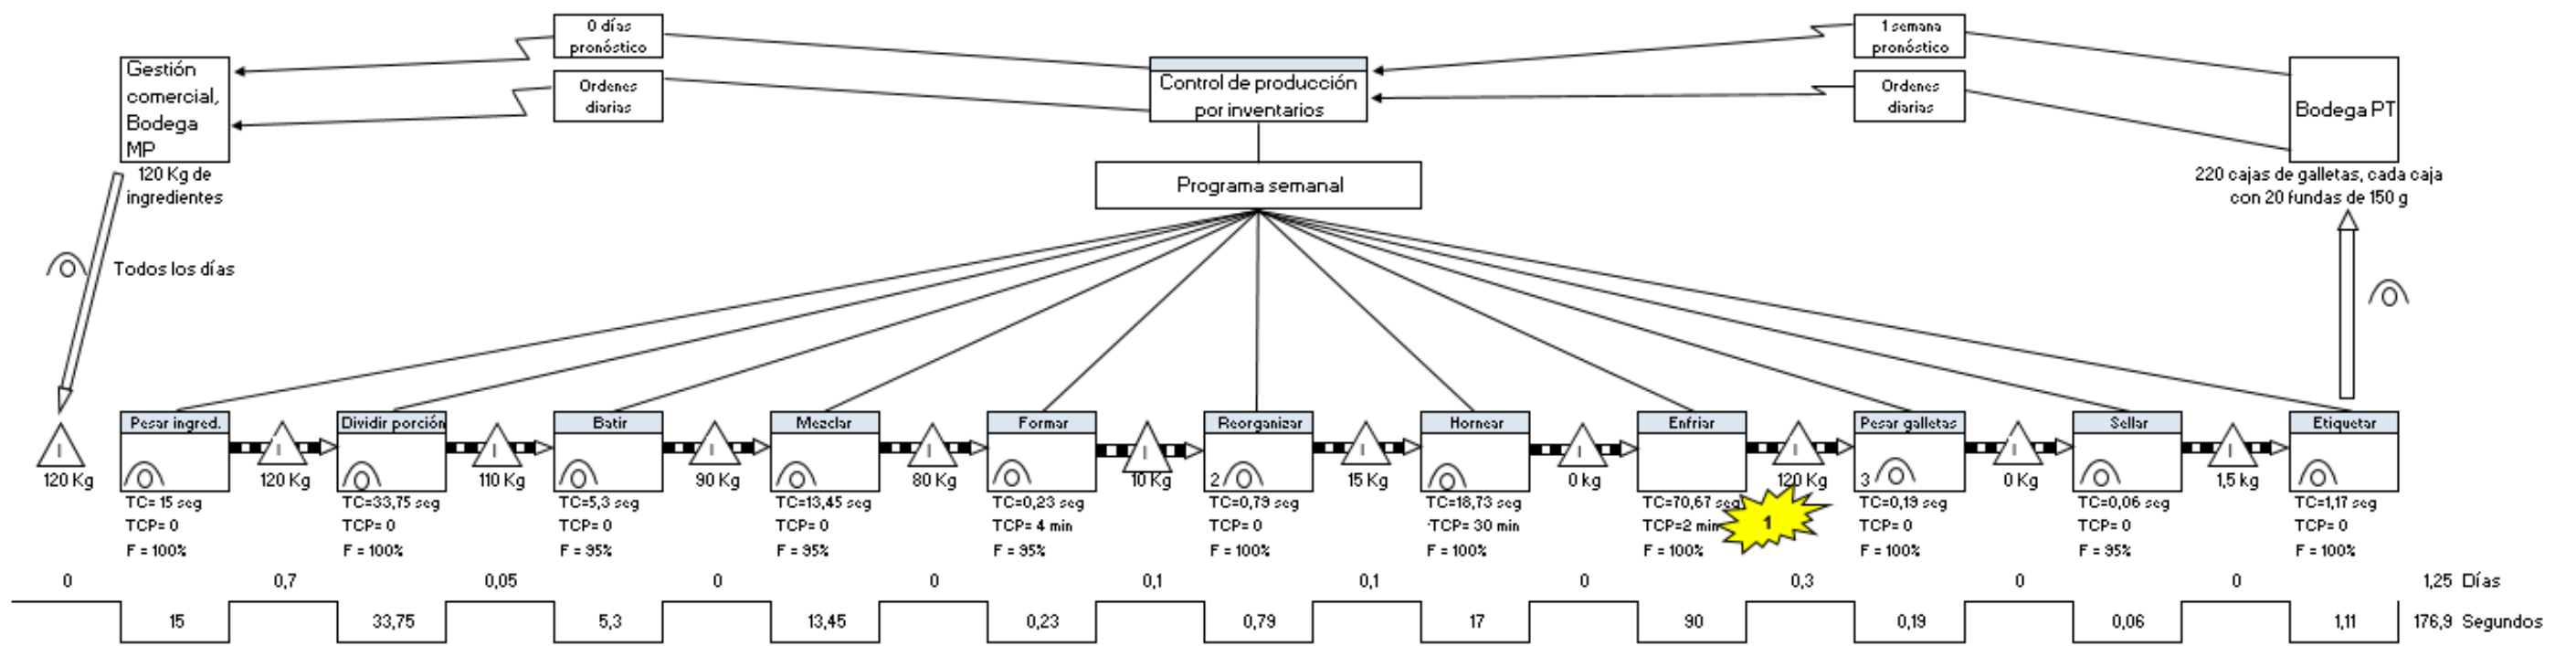 0 días
pronóstico
Ordenes
diarias
Gestión
comercial,
Bodega
MP
120 Kg de
ingredientes
Todos los días
Control de producción
por inventarios
Programa semanal
1 semana
pronóstico
Ordenes
diarias
Bodega PT
220 cajas de galletas, cada caja
con 20 fundas de 150 g
I
120 Kg
Pesar ingred.
TC= 15 seg
TCP= 0
F = 100%
I
120 Kg
Dividir porción
TC=33,75 seg
TCP= 0
F = 100%
I
110 Kg
Batir
TC=5,3 seg
TCP= 0
F = 95%
I
90 Kg
Mezclar
TC=13,45 seg
TCP= 0
F = 95%
I
80 Kg
Formar
TC=0,23 seg
TCP= 4 min
F = 95%
I
10 Kg
Reorganizar
2
TC=0,79 seg
TCP= 0
F = 100%
I
15 Kg
Hornear
TC=18,73 seg
TCP= 30 min
F = 100%
I
0 kg
Enfriar
TC=70,67 seg
TCP=2 min
F = 100%
1
I
120 Kg
Pesar galletas
3
TC=0,19 seg
TCP= 0
F = 100%
I
0 Kg
Sellar
TC=0,06 seg
TCP= 0
F = 95%
I
1,5 kg
Etiquetar
TC=1,17 seg
TCP= 0
F = 100%
0 0,7 0,05 0 0 0,1 0,1 0 0,3 0 0 1,25 Días
15 33,75 5,3 13,45 0,23 0,79 17 90 0,19 0,06 1,11 176,9 Segundos